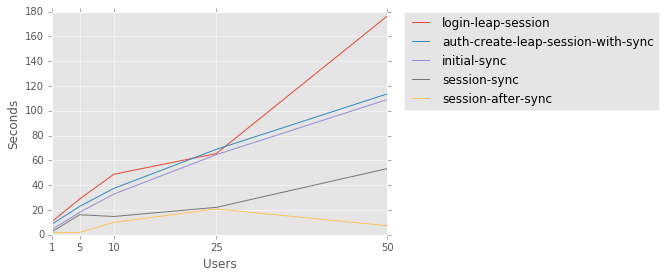 180
160
140
120
100
80
60
40
20
0
Seconds
1 5 10 25 50
Users
login-leap-session
auth-create-leap-session-with-sync
initial-sync
session-sync
session-after-sync